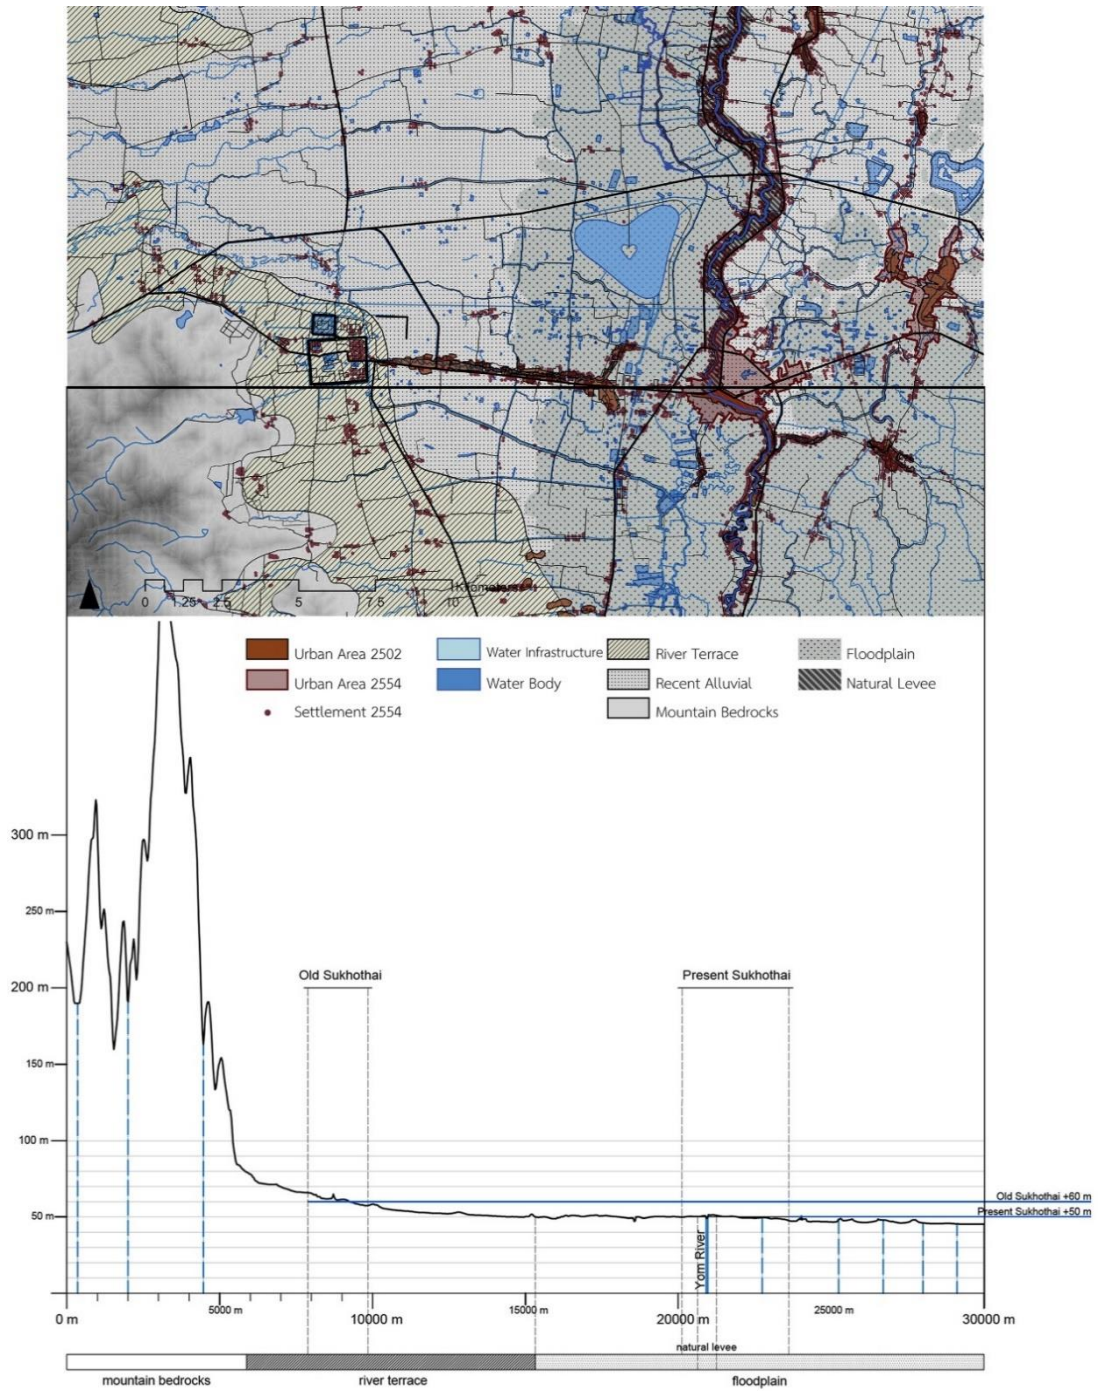 Kilometers
0 1.25 2.5 5 7.5 10
Urban Area 2502
Urban Area 2554
Settlement 2554
Water Infrastructure
Water Body
River Terrace
Recent Alluvial
Mountain Bedrocks
Floodplain
Natural Levee
300 m
250 m
200 m
150 m
100 m
50 m
Old Sukhothai
Present Sukhothai
Old Sukhothai +60 m
Present Sukhothai +50 m
Yom River
0 m
5000 m
10000 m
15000 m
20000 m
25000 m
30000 m
natural levee
mountain bedrocks
river terrace
floodplain